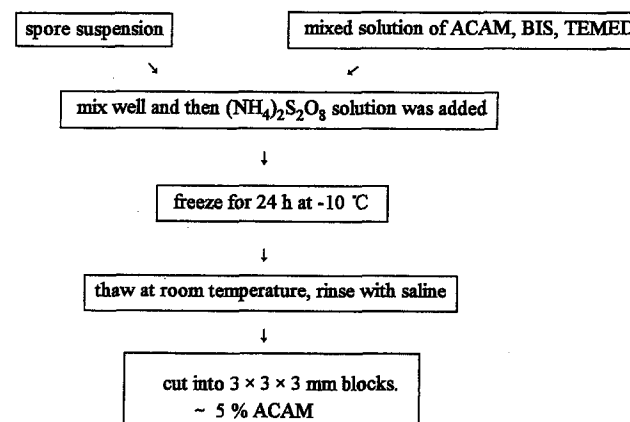 spore suspension
mixed solution of ACAM, BIS, TEMED
↘ ↙
mix well and then (NH₄)₂S₂O₈ solution was added
↓
freeze for 24 h at -10 ℃
↓
thaw at room temperature, rinse with saline
↓
cut into 3 × 3 × 3 mm blocks.
~ 5 % ACAM